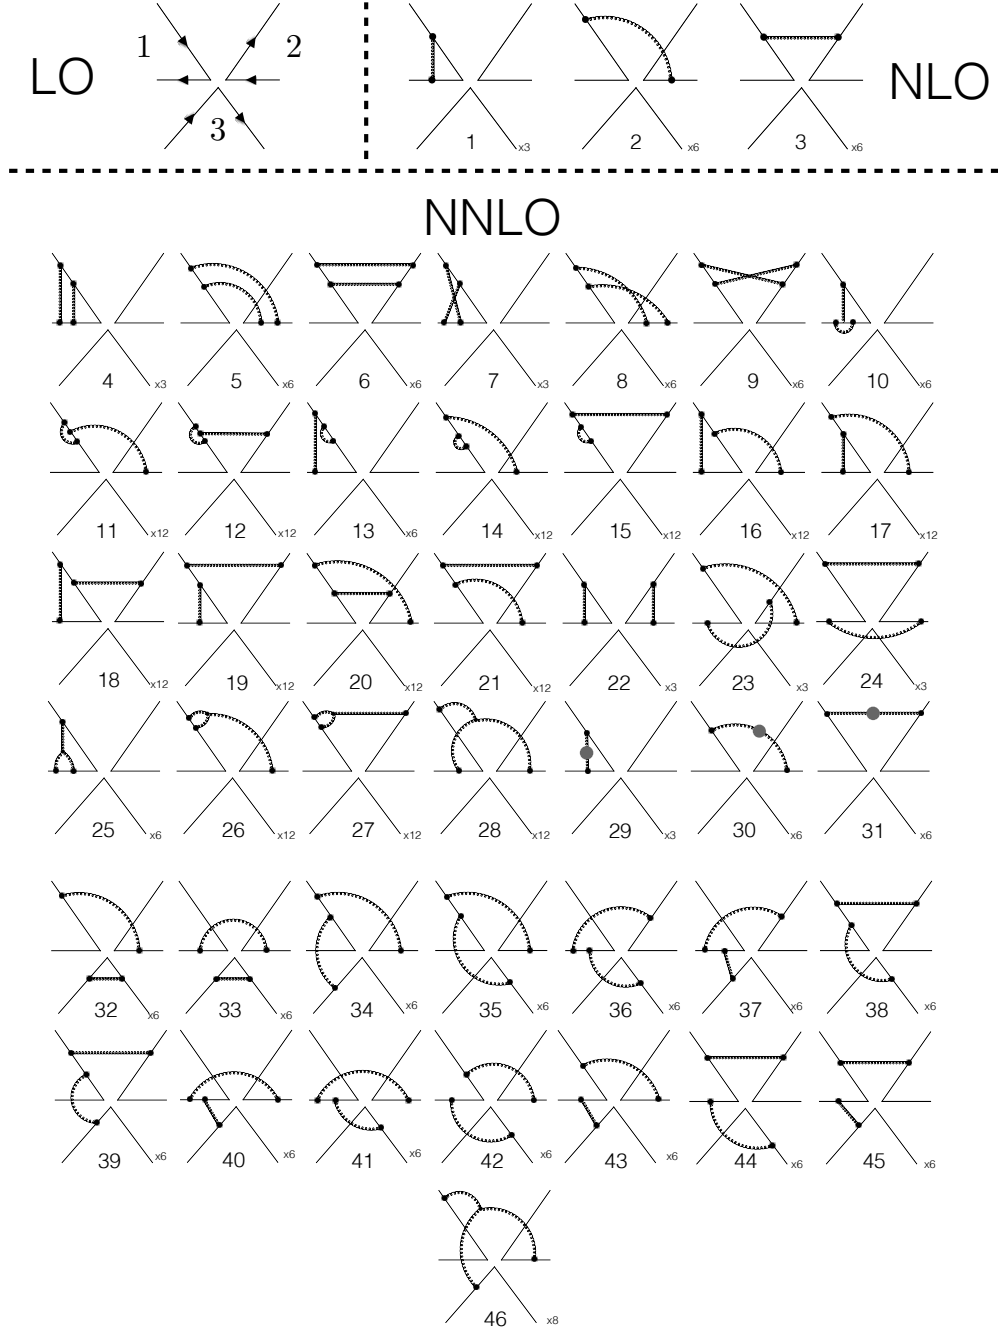 LO
1
2
3
NLO
1 x3
2 x6
3 x6
NNLO
4 x3
5 x6
6 x6
7 x3
8 x6
9 x6
10 x6
11 x12
12 x12
13 x6
14 x12
15 x12
16 x12
17 x12
18 x12
19 x12
20 x12
21 x12
22 x3
23 x3
24 x3
25 x6
26 x12
27 x12
28 x12
29 x3
30 x6
31 x6
32 x6
33 x6
34 x6
35 x6
36 x6
37 x6
38 x6
39 x6
40 x6
41 x6
42 x6
43 x6
44 x6
45 x6
46 x8